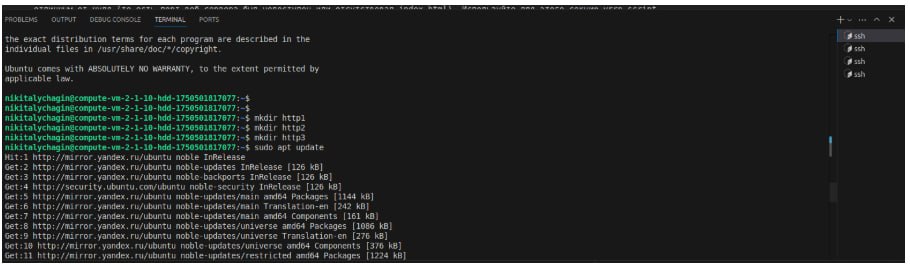 PROBLEMS OUTPUT DEBUG CONSOLE TERMINAL PORTS
the exact distribution terms for each program are described in the
individual files in /usr/share/doc/*/copyright.
Ubuntu comes with ABSOLUTELY NO WARRANTY, to the extent permitted by
applicable law.
nikitalychagin@compute-vm-2-1-10-hdd-1750501817077:~$
nikitalychagin@compute-vm-2-1-10-hdd-1750501817077:~$
nikitalychagin@compute-vm-2-1-10-hdd-1750501817077:~$ mkdir http1
nikitalychagin@compute-vm-2-1-10-hdd-1750501817077:~$ mkdir http2
nikitalychagin@compute-vm-2-1-10-hdd-1750501817077:~$ mkdir http3
nikitalychagin@compute-vm-2-1-10-hdd-1750501817077:~$ sudo apt update
Hit:1 http://mirror.yandex.ru/ubuntu noble InRelease
Get:2 http://mirror.yandex.ru/ubuntu noble-updates InRelease [126 kB]
Get:3 http://mirror.yandex.ru/ubuntu noble-backports InRelease [126 kB]
Get:4 http://security.ubuntu.com/ubuntu noble-security InRelease [126 kB]
Get:5 http://mirror.yandex.ru/ubuntu noble-updates/main amd64 Packages [1144 kB]
Get:6 http://mirror.yandex.ru/ubuntu noble-updates/main Translation-en [242 kB]
Get:7 http://mirror.yandex.ru/ubuntu noble-updates/main amd64 Components [161 kB]
Get:8 http://mirror.yandex.ru/ubuntu noble-updates/universe amd64 Packages [1086 kB]
Get:9 http://mirror.yandex.ru/ubuntu noble-updates/universe Translation-en [276 kB]
Get:10 http://mirror.yandex.ru/ubuntu noble-updates/universe amd64 Components [376 kB]
Get:11 http://mirror.yandex.ru/ubuntu noble-updates/restricted amd64 Packages [1224 kB]
ssh
ssh
ssh
ssh